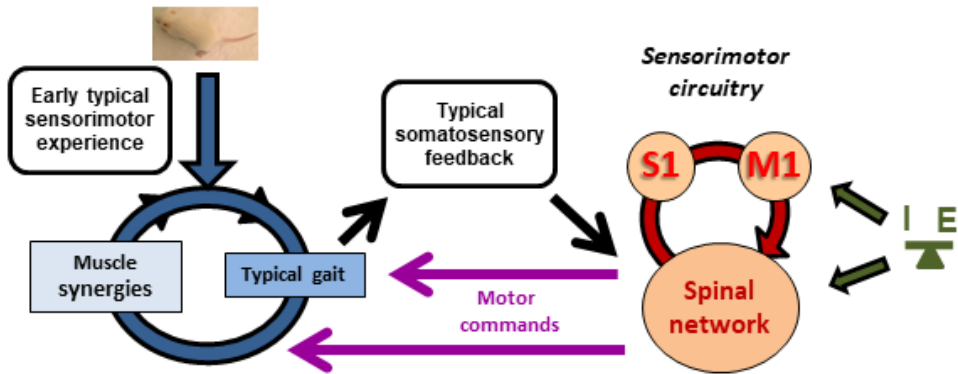 Early typical
sensorimotor
experience
Muscle
synergies
Typical gait
Typical
somatosensory
feedback
Motor
commands
Sensorimotor
circuitry
S1
M1
Spinal
network
I E